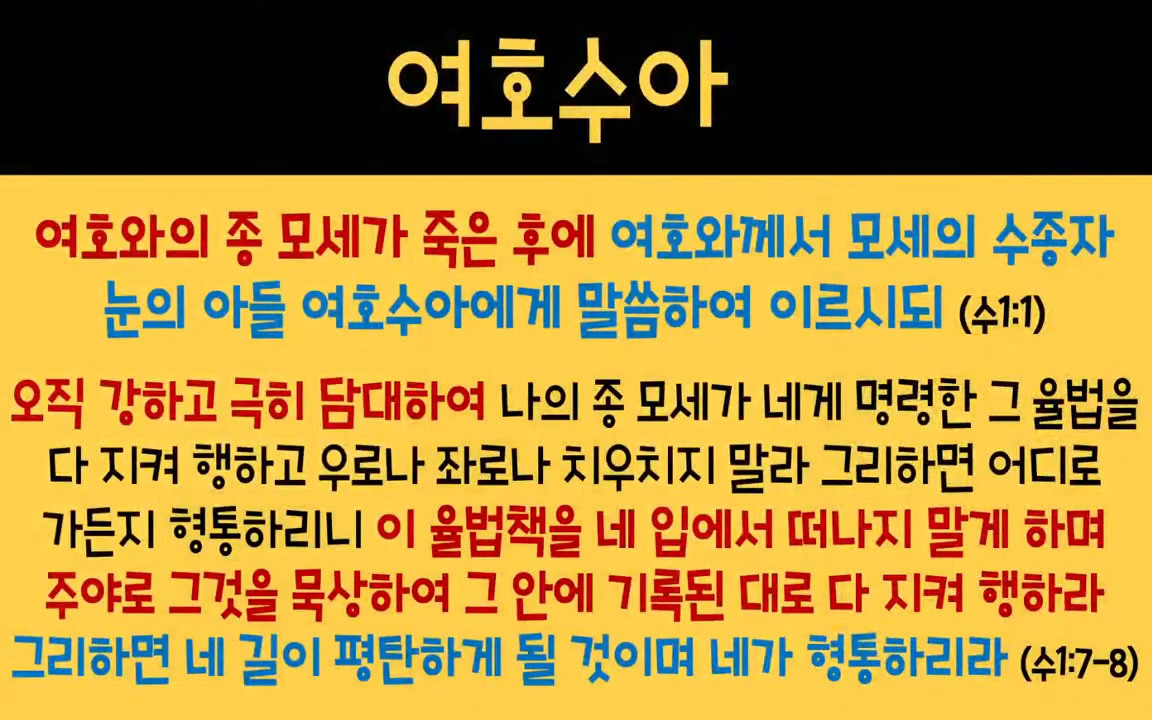 여호수아
여호와의 종 모세가 죽은 후에 여호와께서 모세의 수종자
눈의 아들 여호수아에게 말씀하여 이르시되 (수1:1)
오직 강하고 극히 담대하여 나의 종 모세가 네게 명령한 그 율법을
다 지켜 행하고 우로나 좌로나 치우치지 말라 그리하면 어디로
가든지 형통하리니 이 율법책을 네 입에서 떠나지 말게 하며
주야로 그것을 묵상하여 그 안에 기록된 대로 다 지켜 행하라
그리하면 네 길이 평탄하게 될 것이며 네가 형통하리라 (수1:7-8)